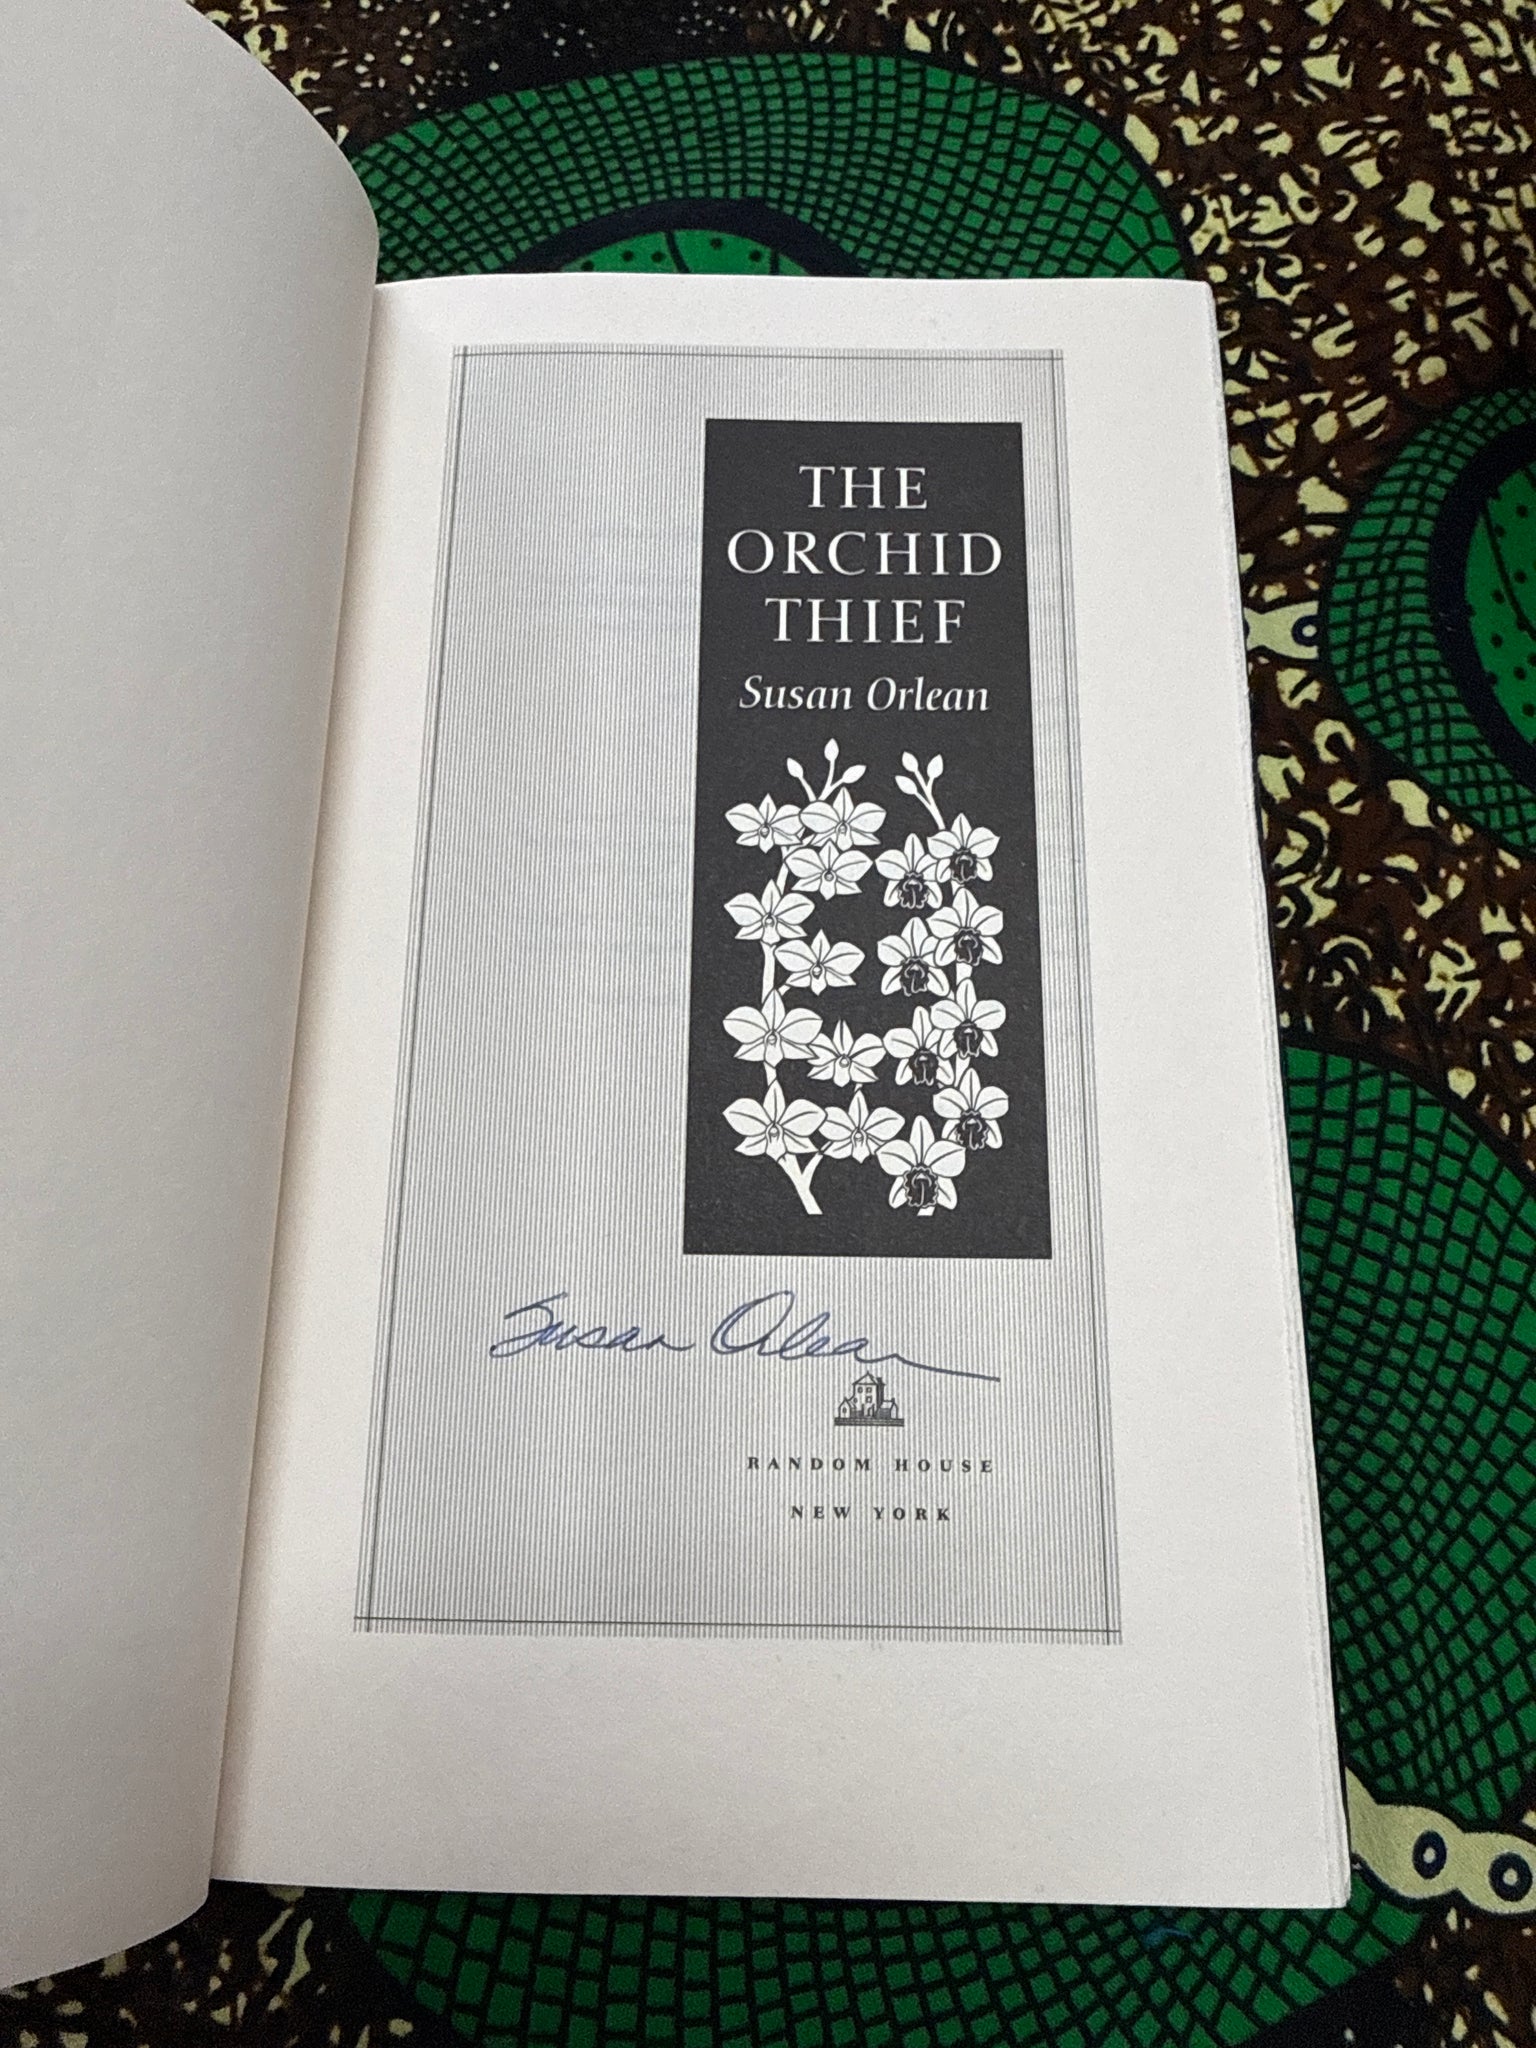 THE
ORCHID
THIEF
Susan Orlean
Susan Orlean
RANDOM HOUSE
NEW YORK